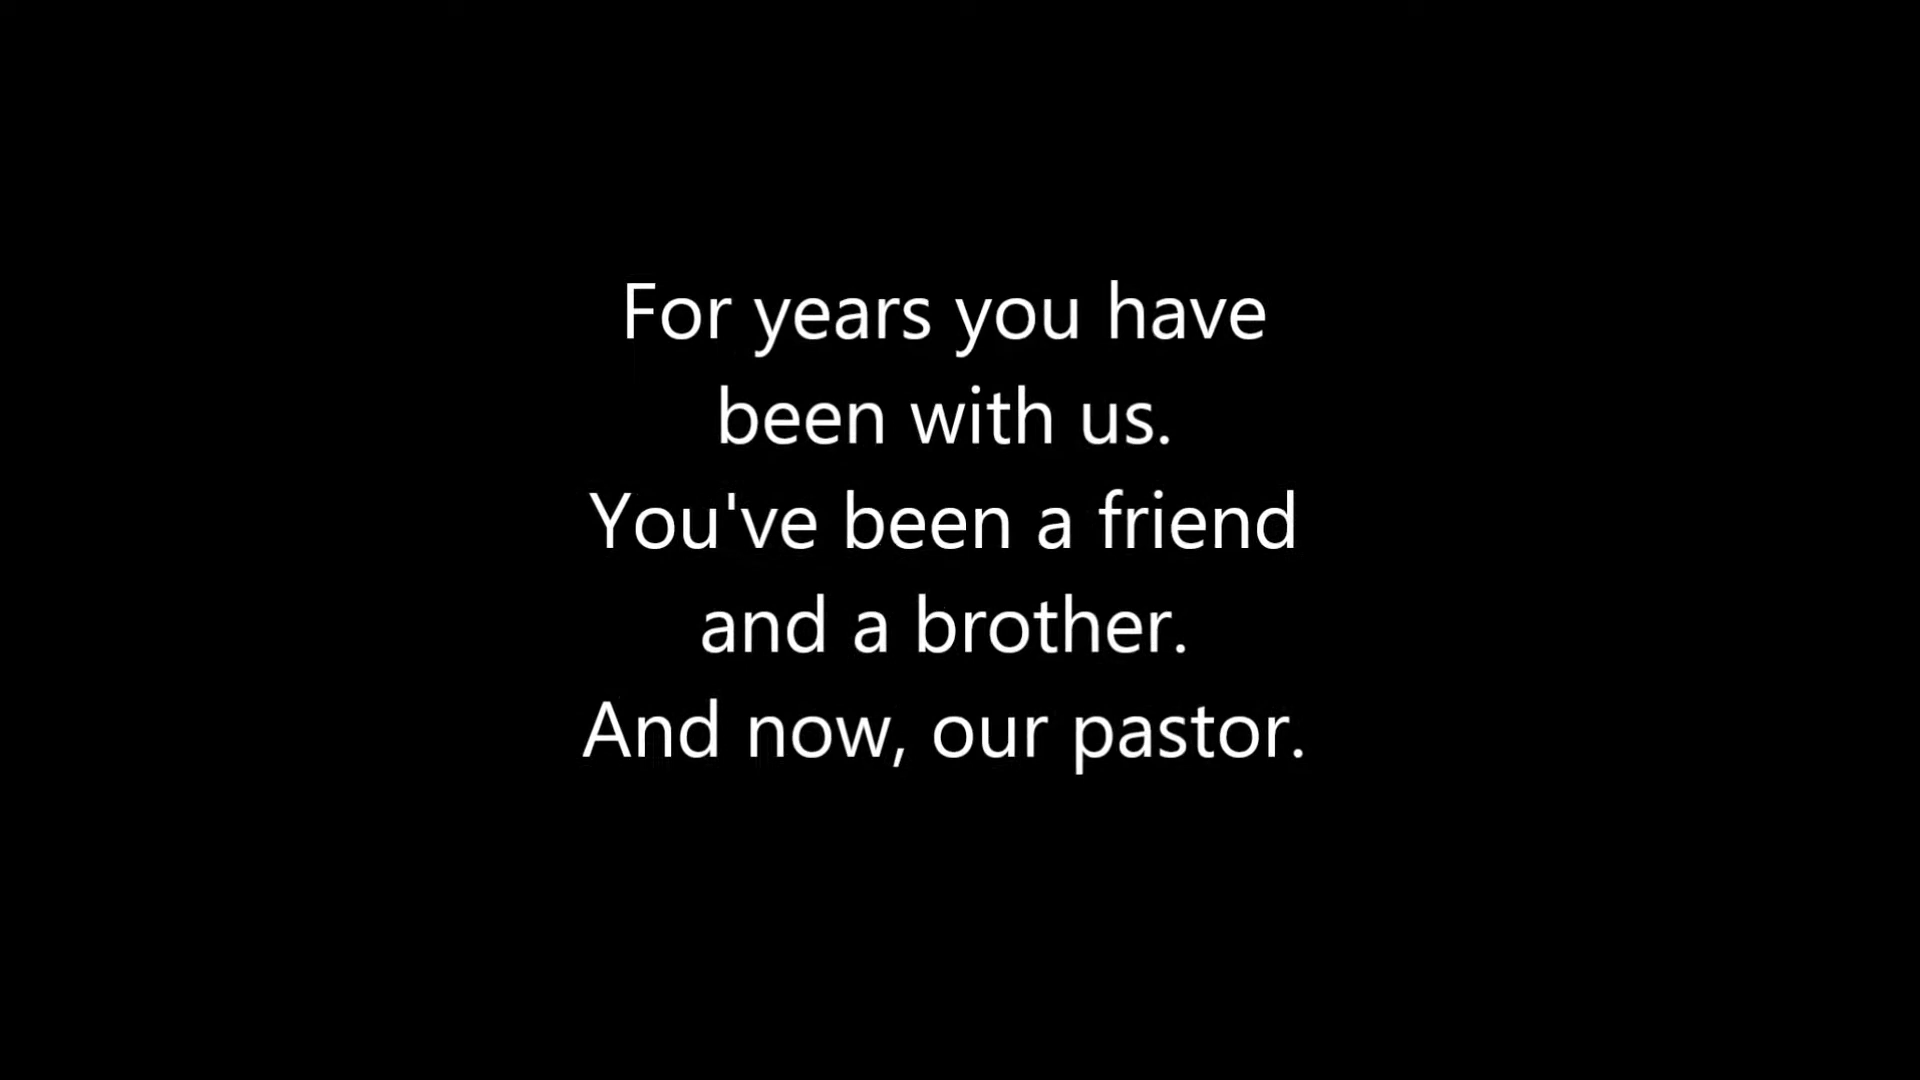 For years you have
been with us.
You've been a friend
and a brother.
And now, our pastor.